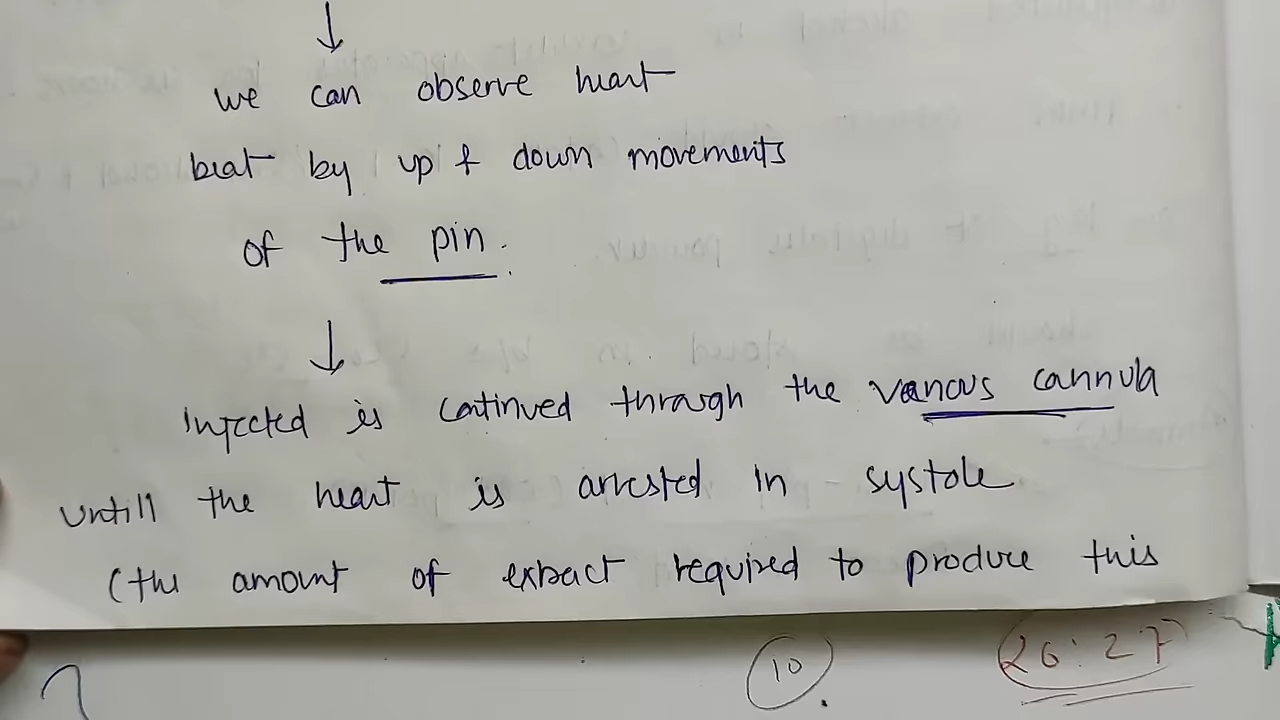 ↓
we can observe heart
beat by up & down movements
of the pin.
↓
Injected is continued through the vanous cannula
untill the heart is arrested in systole
(the amount of extract required to produce this
10
26:27